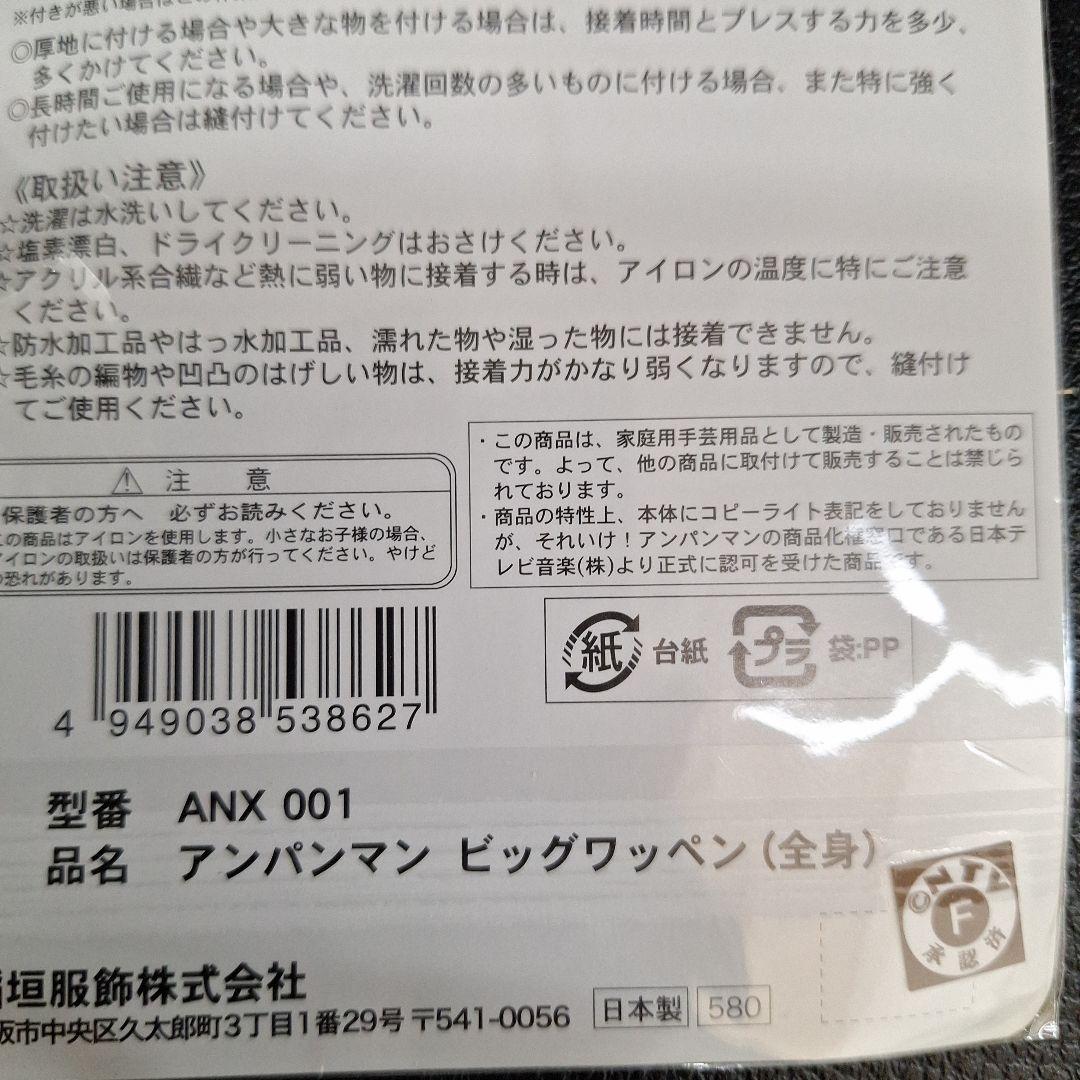 ※付きが悪い場合は
◎厚地に付ける場合や大きな物を付ける場合は、接着時間とプレスする力を多少、
多くかけてください。
◎長時間ご使用になる場合や、洗濯回数の多いものに付ける場合、また特に強く
付けたい場合は縫付けてください。
《取扱い注意》
☆洗濯は水洗いしてください。
☆塩素漂白、ドライクリーニングはおさけください。
☆アクリル系合繊など熱に弱い物に接着する時は、アイロンの温度に特にご注意
ください。
☆防水加工品やはっ水加工品、濡れた物や湿った物には接着できません。
☆毛糸の編物や凹凸のはげしい物は、接着力がかなり弱くなりますので、縫付け
てご使用ください。
・この商品は、家庭用手芸用品として製造・販売されたもの
です。よって、他の商品に取付けて販売することは禁じら
れております。
・商品の特性上、本体にコピーライト表記をしておりません
が、それいけ！アンパンマンの商品化権窓口である日本テ
レビ音楽(株)より正式に認可を受けた商品です。
注 意
保護者の方へ 必ずお読みください。
この商品はアイロンを使用します。小さなお子様の場合、
アイロンの取扱いは保護者の方が行ってください。やけど
の恐れがあります。
紙 台紙 プラ 袋:PP
4 949038 538627
型番 ANX 001
品名 アンパンマン ビッグワッペン(全身)
©NTV
F
承認済
稲垣服飾株式会社
阪市中央区久太郎町3丁目1番29号 〒541-0056
日本製 580